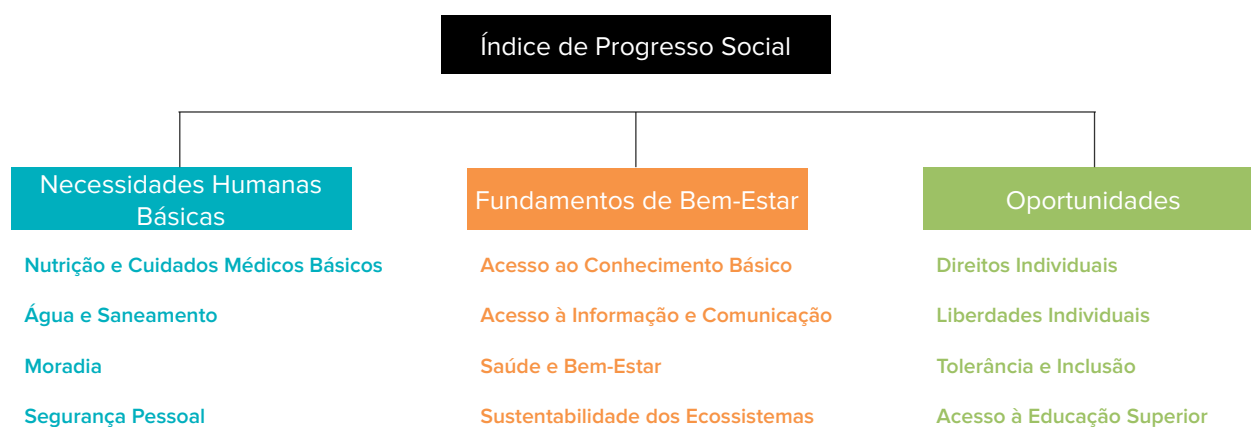 Índice de Progresso Social
Necessidades Humanas
Básicas
Nutrição e Cuidados Médicos Básicos
Água e Saneamento
Moradia
Segurança Pessoal
Fundamentos de Bem-Estar
Acesso ao Conhecimento Básico
Acesso à Informação e Comunicação
Saúde e Bem-Estar
Sustentabilidade dos Ecossistemas
Oportunidades
Direitos Individuais
Liberdades Individuais
Tolerância e Inclusão
Acesso à Educação Superior